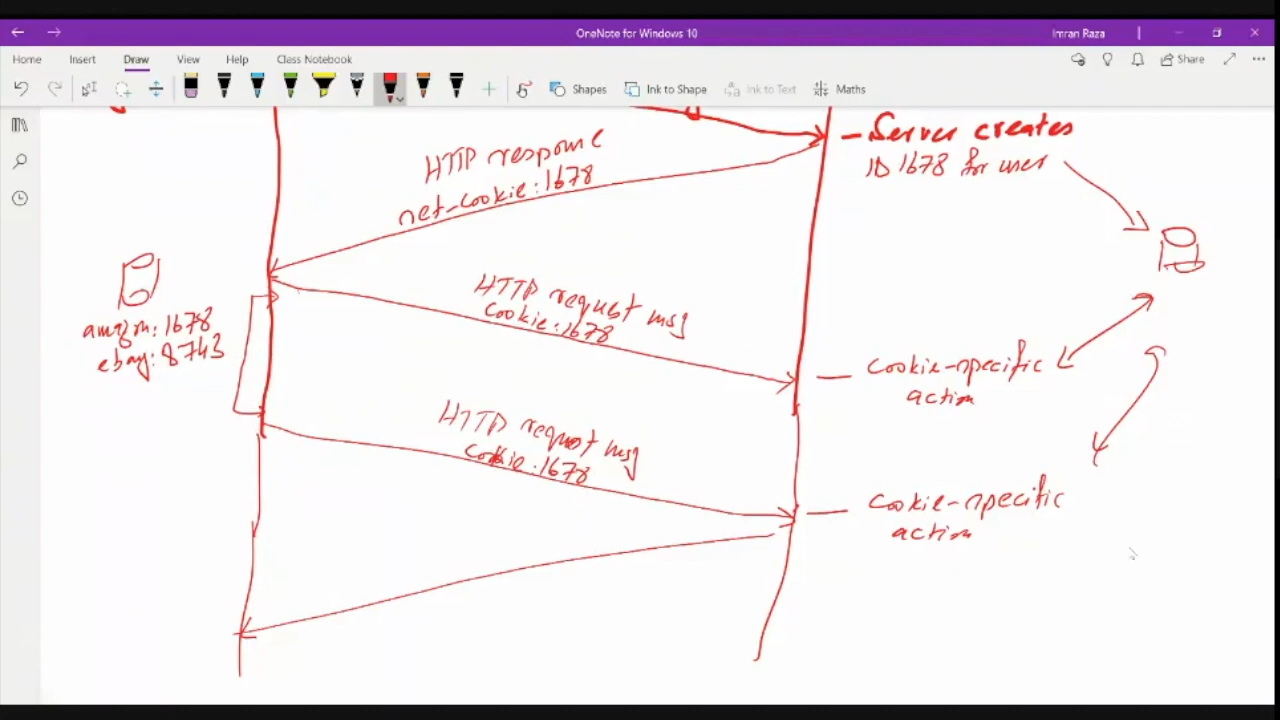 OneNote for Windows 10
Imran Raza
Home
Insert
Draw
View
Help
Class Notebook
Share
Shapes
Ink to Shape
Ink to Text
Maths
- Server creates
ID 1678 for user
HTTP response
net-cookie: 1678
HTTP request msg
cookie: 1678
amazon: 1678
ebay: 8743
- cookie-specific
action
HTTP request msg
cookie: 1678
- cookie-specific
action